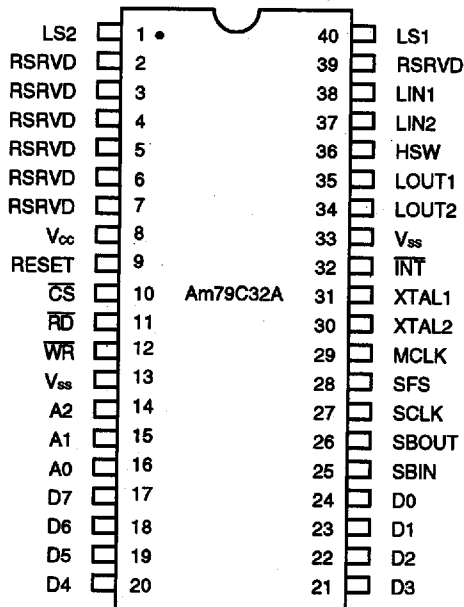 LS2 1 40 LS1
RSRVD 2 39 RSRVD
RSRVD 3 38 LIN1
RSRVD 4 37 LIN2
RSRVD 5 36 HSW
RSRVD 6 35 LOUT1
RSRVD 7 34 LOUT2
Vcc 8 33 Vss
RESET 9 32 I̅N̅T̅
C̅S̅ 10 Am79C32A 31 XTAL1
R̅D̅ 11 30 XTAL2
W̅R̅ 12 29 MCLK
Vss 13 28 SFS
A2 14 27 SCLK
A1 15 26 SBOUT
A0 16 25 SBIN
D7 17 24 D0
D6 18 23 D1
D5 19 22 D2
D4 20 21 D3